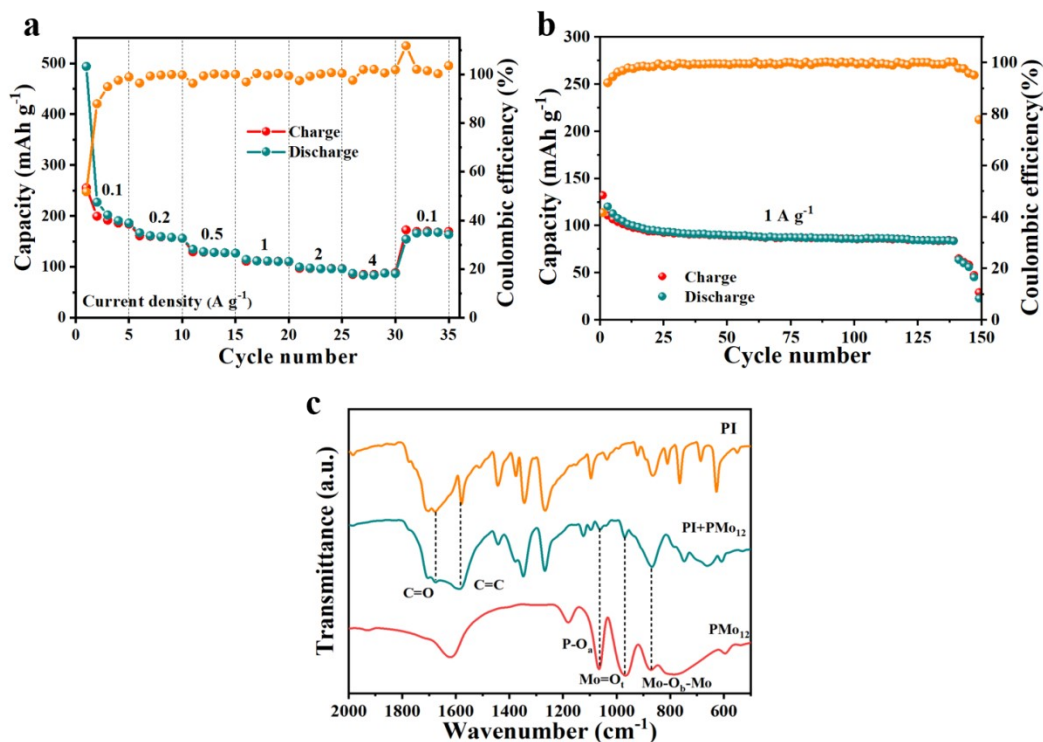 a
Capacity (mAh g⁻¹)
500
400
300
200
100
0
0.1
0.2
0.5
1
2
4
0.1
Charge
Discharge
Current density (A g⁻¹)
0 5 10 15 20 25 30 35
Cycle number
100
80
60
40
20
0
Coulombic efficiency (%)
b
Capacity (mAh g⁻¹)
300
250
200
150
100
50
0
1 A g⁻¹
Charge
Discharge
0 25 50 75 100 125 150
Cycle number
100
80
60
40
20
0
Coulombic efficiency(%)
c
Transmittance (a.u.)
PI
PI+PMo₁₂
C=O
C=C
PMo₁₂
P-Oₐ
Mo=Oₜ
Mo-O_b-Mo
2000 1800 1600 1400 1200 1000 800 600
Wavenumber (cm⁻¹)